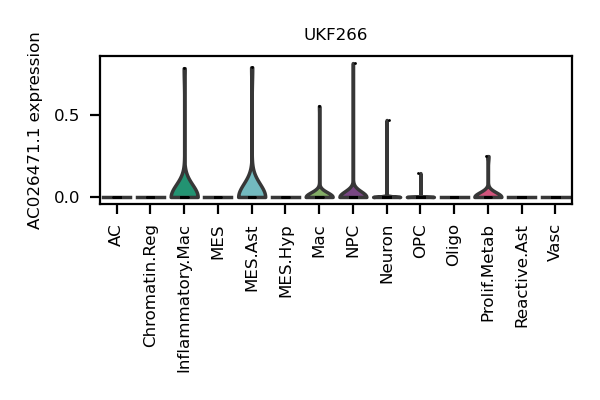 UKF266
AC026471.1 expression
0.5
0.0
AC
Chromatin.Reg
Inflammatory.Mac
MES
MES.Ast
MES.Hyp
Mac
NPC
Neuron
OPC
Oligo
Prolif.Metab
Reactive.Ast
Vasc